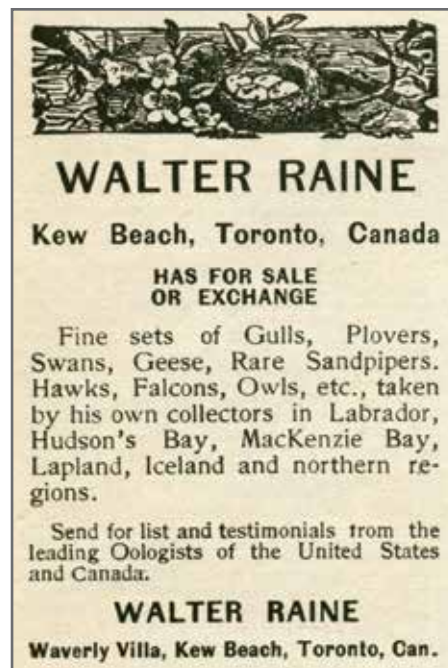 WALTER RAINE
Kew Beach, Toronto, Canada
HAS FOR SALE
OR EXCHANGE
Fine sets of Gulls, Plovers,
Swans, Geese, Rare Sandpipers.
Hawks, Falcons, Owls, etc., taken
by his own collectors in Labrador,
Hudson's Bay, MacKenzie Bay,
Lapland, Iceland and northern re-
gions.
Send for list and testimonials from the
leading Oologists of the United States
and Canada.
WALTER RAINE
Waverly Villa, Kew Beach, Toronto, Can.